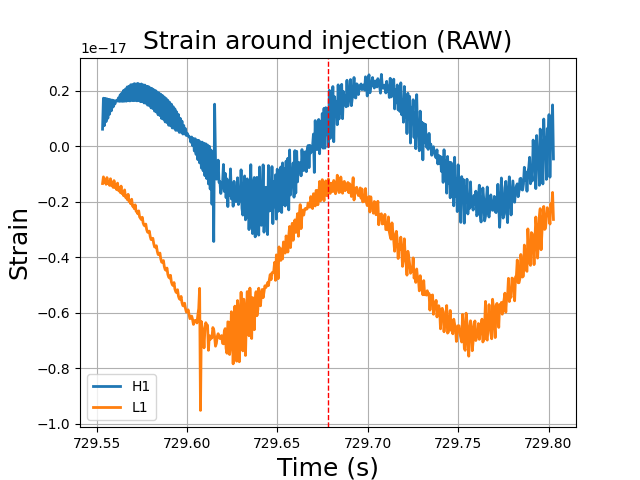 Strain around injection (RAW)
1e−17
0.2
0.0
−0.2
−0.4
−0.6
−0.8
−1.0
Strain
H1
L1
729.55 729.60 729.65 729.70 729.75 729.80
Time (s)